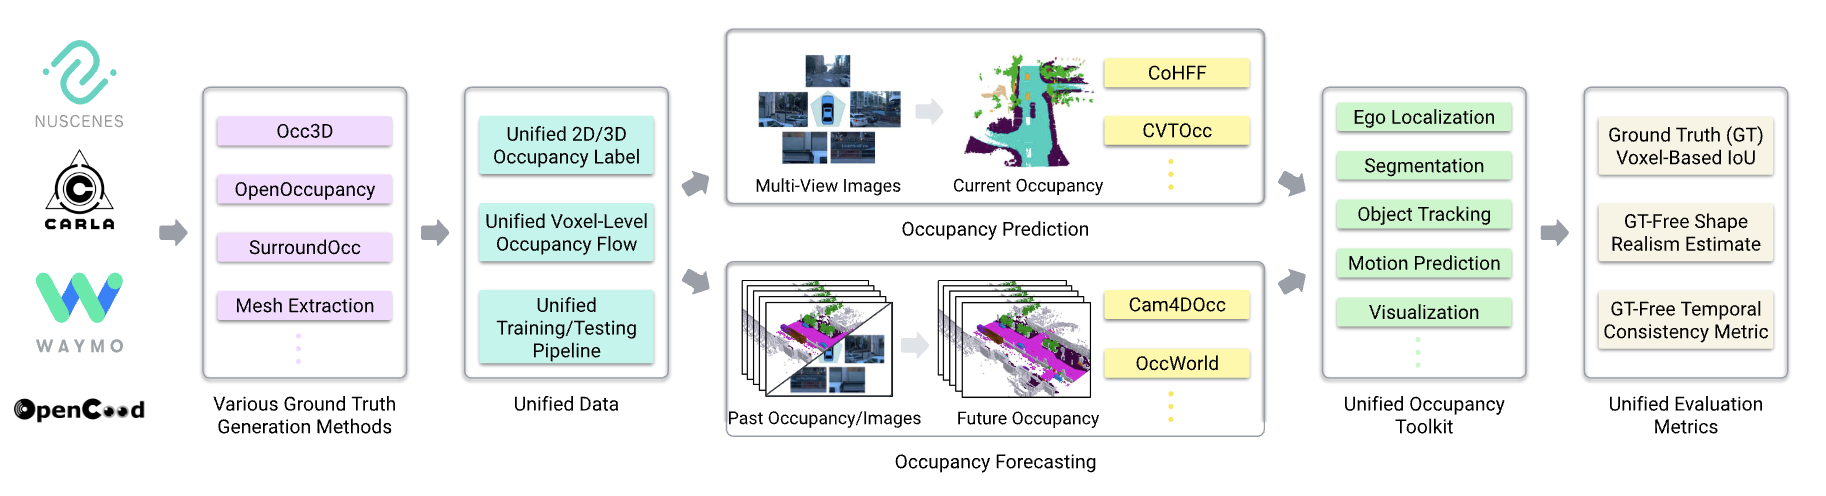 NUSCENES
CARLA
WAYMO
OpenCood
Occ3D
OpenOccupancy
SurroundOcc
Mesh Extraction
Various Ground Truth
Generation Methods
Unified 2D/3D
Occupancy Label
Unified Voxel-Level
Occupancy Flow
Unified
Training/Testing
Pipeline
Unified Data
Multi-View Images
Current Occupancy
CoHFF
CVTOcc
Occupancy Prediction
Past Occupancy/Images
Future Occupancy
Cam4DOcc
OccWorld
Occupancy Forecasting
Ego Localization
Segmentation
Object Tracking
Motion Prediction
Visualization
Unified Occupancy
Toolkit
Ground Truth (GT)
Voxel-Based IoU
GT-Free Shape
Realism Estimate
GT-Free Temporal
Consistency Metric
Unified Evaluation
Metrics